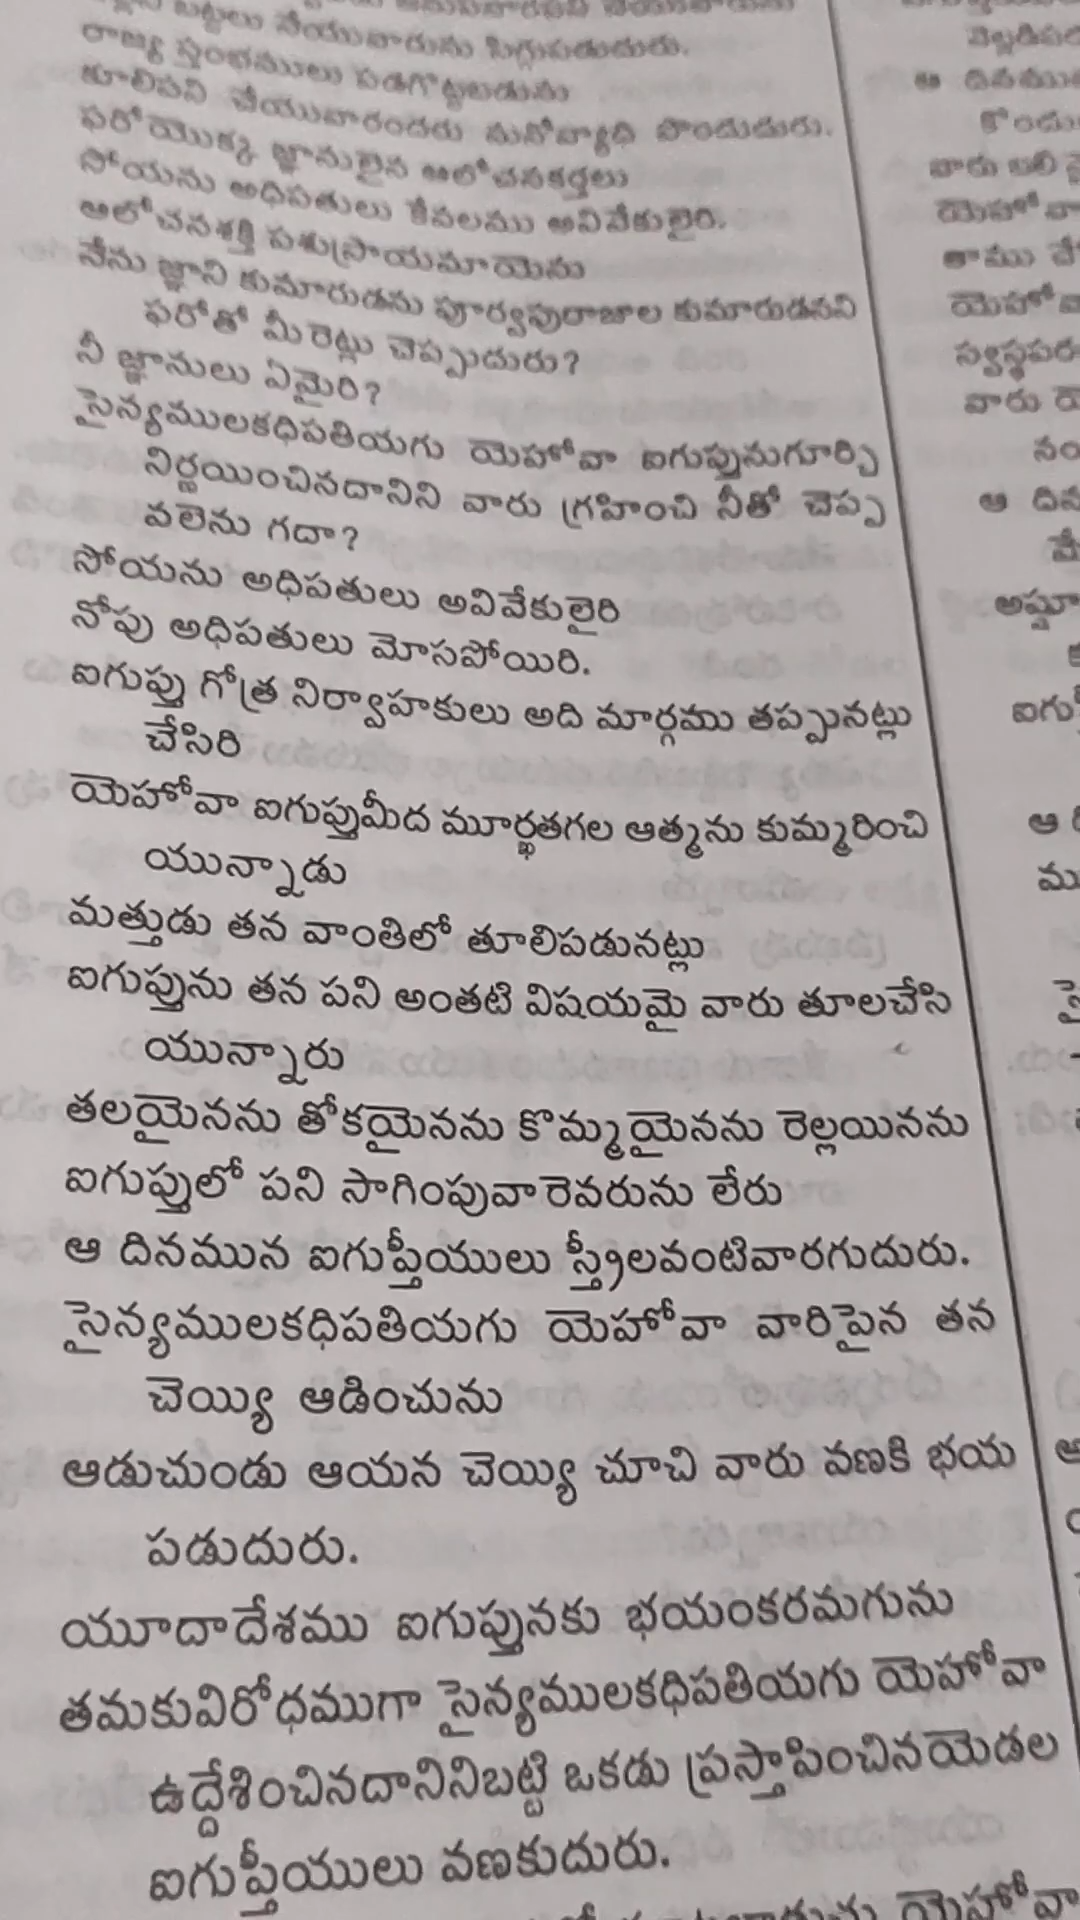 బట్టలు నేయువారును సిగ్గుపడుదురు.
రాజ్య స్తంభములు పడగొట్టబడును
కూలిపని చేయువారందరు మనోవ్యాధి పొందుదురు.
ఫరోయొక్క జ్ఞానులైన ఆలోచనకర్తలు
సోయను అధిపతులు కేవలము అవివేకులైరి.
ఆలోచనశక్తి పశుప్రాయమాయెను
నేను జ్ఞాని కుమారుడను పూర్వపురాజుల కుమారుడనని
ఫరోతో మీరెట్లు చెప్పుదురు?
నీ జ్ఞానులు ఏమైరి?
సైన్యములకధిపతియగు యెహోవా ఐగుప్తునుగూర్చి
నిర్ణయించినదానిని వారు గ్రహించి నీతో చెప్ప
వలెను గదా?
సోయను అధిపతులు అవివేకులైరి
నోపు అధిపతులు మోసపోయిరి.
ఐగుప్తు గోత్ర నిర్వాహకులు అది మార్గము తప్పునట్లు
చేసిరి
యెహోవా ఐగుప్తుమీద మూర్ఖతగల ఆత్మను కుమ్మరించి
యున్నాడు
మత్తుడు తన వాంతిలో తూలిపడునట్లు
ఐగుప్తును తన పని అంతటి విషయమై వారు తూలచేసి
యున్నారు
తలయైనను తోకయైనను కొమ్మయైనను రెల్లయినను
ఐగుప్తులో పని సాగింపువారెవరును లేరు
ఆ దినమున ఐగుప్తీయులు స్త్రీలవంటివారగుదురు.
సైన్యములకధిపతియగు యెహోవా వారిపైన తన
చెయ్యి ఆడించును
ఆడుచుండు ఆయన చెయ్యి చూచి వారు వణకి భయ
పడుదురు.
యూదాదేశము ఐగుప్తునకు భయంకరమగును
తమకువిరోధముగా సైన్యములకధిపతియగు యెహోవా
ఉద్దేశించినదానినిబట్టి ఒకడు ప్రస్తాపించినయెడల
ఐగుప్తీయులు వణకుదురు.
యెహోవా
ఆ
వారు బలి
యెహోవా
తాము
వారు
ఆ
ఆ